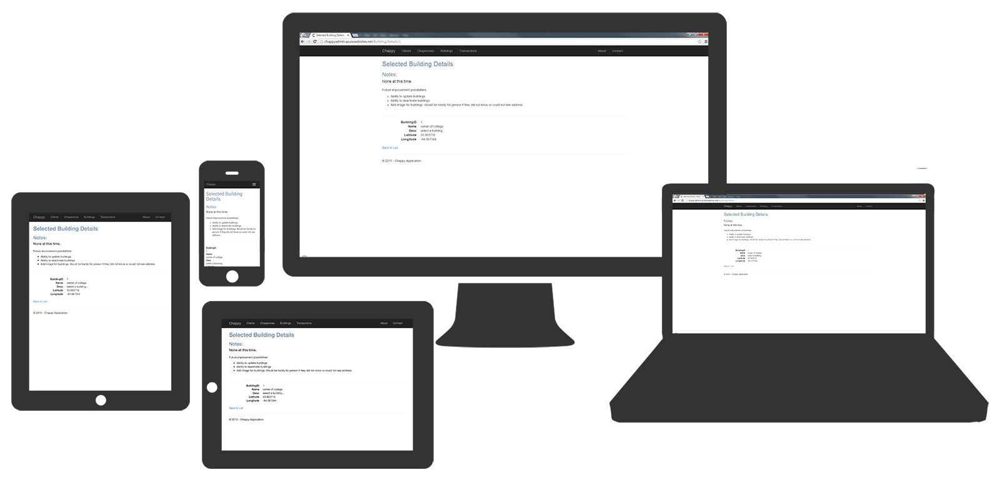 Selected Building Details
chappyadmin.azurewebsites.net/Building/Details/1
Chappy Clients Chaperones Buildings Transactions About Contact
Selected Building Details
Notes:
None at this time.
Future improvement possibilities:
Ability to update buildings
Ability to deactivate buildings
Add image for buildings. Would be handy for person if they did not know or could not see address.
BuildingID 1
Name center of college
Desc select a building...
Latitude 33.963716
Longitude -84.067344
Back to List
© 2015 - Chappy Application
Chappy
Selected Building
Details
Notes:
None at this time.
Future improvement possibilities:
Ability to update buildings
Ability to deactivate buildings
Add image for buildings. Would be handy for
person if they did not know or could not see
address.
BuildingID
1
Name
center of college
Desc
select a building...
Chappy Clients Chaperones Buildings Transactions About Contact
Selected Building Details
Notes:
None at this time.
Future improvement possibilities:
Ability to update buildings
Ability to deactivate buildings
Add image for buildings. Would be handy for person if they did not know or could not see address.
BuildingID 1
Name center of college
Desc select a building...
Latitude 33.963716
Longitude -84.067344
Back to List
© 2015 - Chappy Application
Chappy Clients Chaperones Buildings Transactions About Contact
Selected Building Details
Notes:
None at this time.
Future improvement possibilities:
Ability to update buildings
Ability to deactivate buildings
Add image for buildings. Would be handy for person if they did not know or could not see address.
BuildingID 1
Name center of college
Desc select a building...
Latitude 33.963716
Longitude -84.067344
Back to List
© 2015 - Chappy Application
Chappy Clients Chaperones Buildings Transactions About Contact
Selected Building Details
Notes:
None at this time.
Future improvement possibilities:
Ability to update buildings
Ability to deactivate buildings
Add image for buildings. Would be handy for person if they did not know or could not see address.
BuildingID 1
Name center of college
Desc select a building...
Latitude 33.963716
Longitude -84.067344
Back to List
© 2015 - Chappy Application